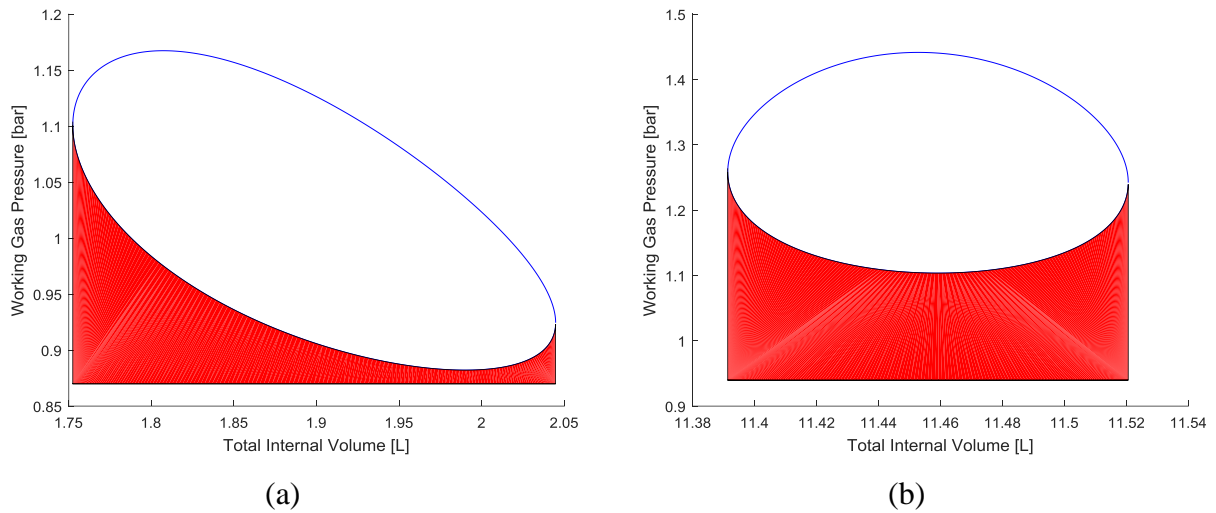 1.2
1.15
1.1
1.05
1
0.95
0.9
0.85
Working Gas Pressure [bar]
1.75 1.8 1.85 1.9 1.95 2 2.05
Total Internal Volume [L]
(a)
1.5
1.4
1.3
1.2
1.1
1
0.9
Working Gas Pressure [bar]
11.38 11.4 11.42 11.44 11.46 11.48 11.5 11.52 11.54
Total Internal Volume [L]
(b)